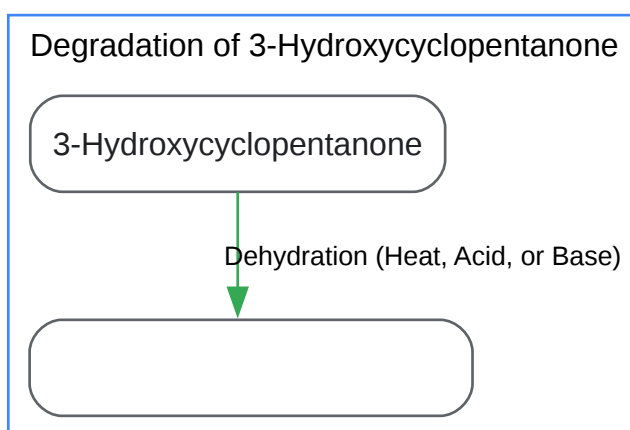 Degradation of 3-Hydroxycyclopentanone
3-Hydroxycyclopentanone
Dehydration (Heat, Acid, or Base)